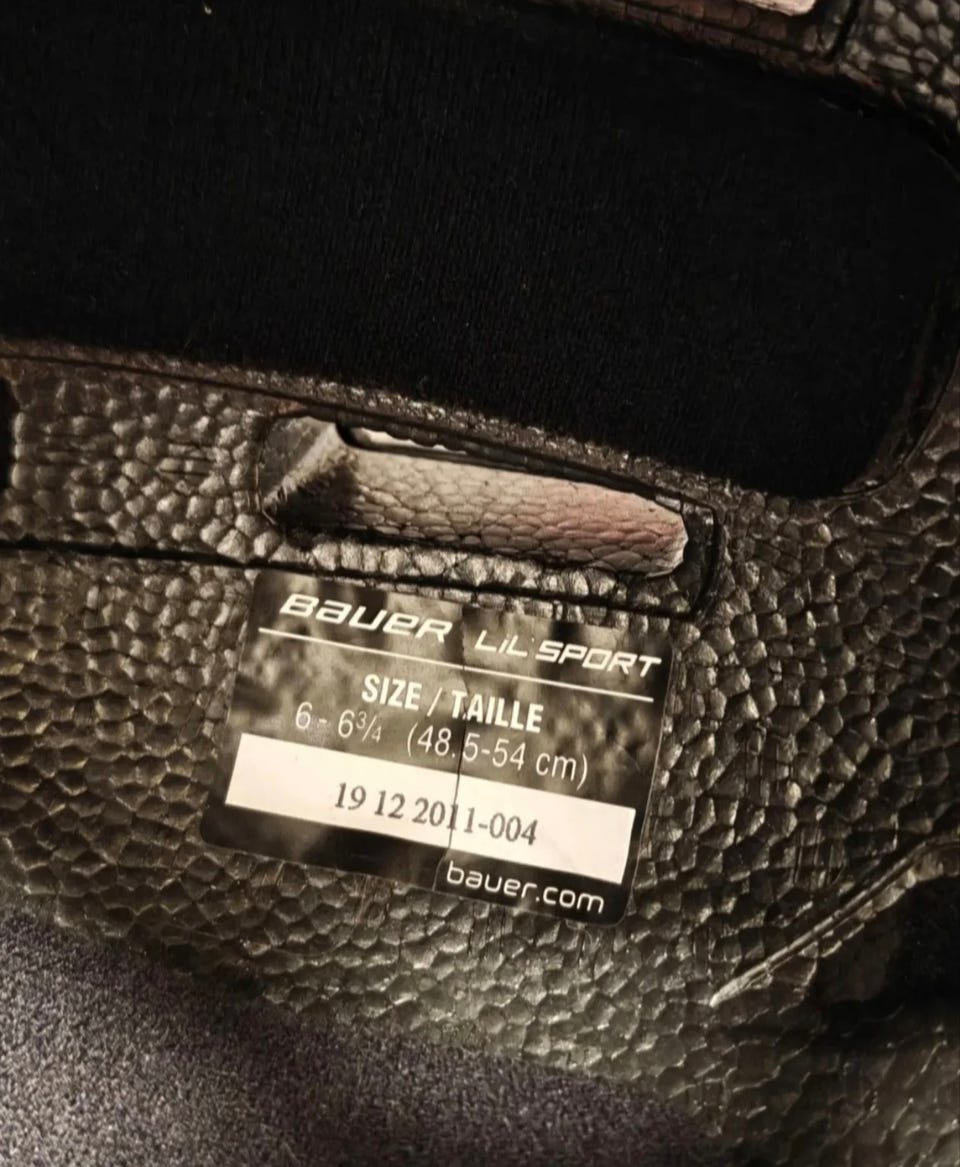 BAUER LIL' SPORT
SIZE / TAILLE
6 - 6¾ (48.5-54 cm)
19 12 2011-004
bauer.com